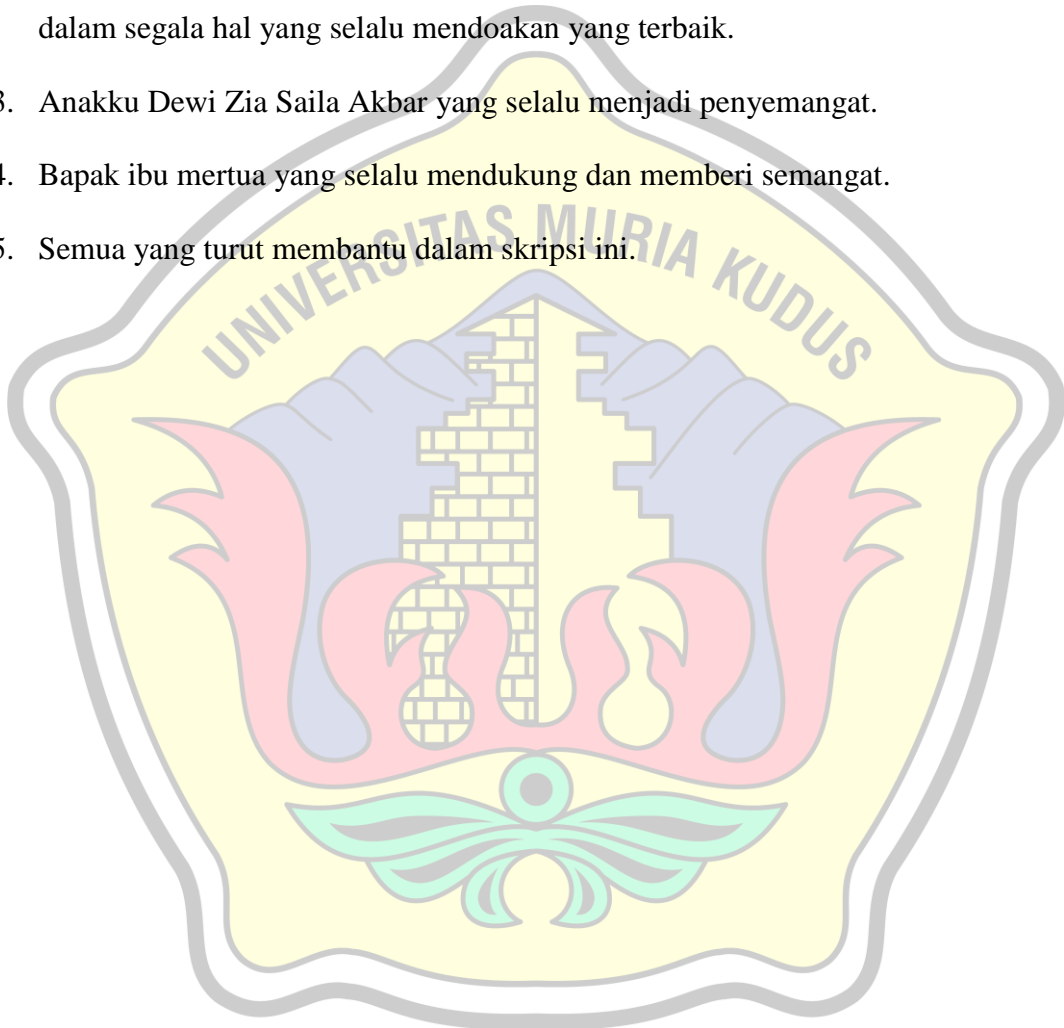 dalam segala hal yang selalu mendoakan yang terbaik.
3. Anakku Dewi Zia Saila Akbar yang selalu menjadi penyemangat.
4. Bapak ibu mertua yang selalu mendukung dan memberi semangat.
5. Semua yang turut membantu dalam skripsi ini.
UNIVERSITAS MURIA KUDUS